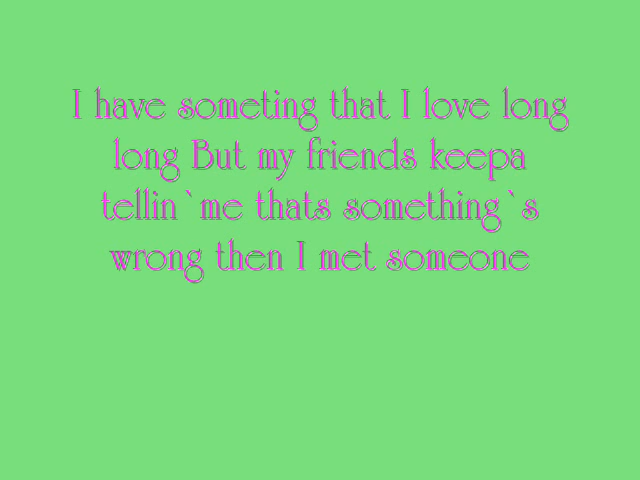 I have someting that I love long
long But my friends keepa
tellin`me thats something`s
wrong then I met someone